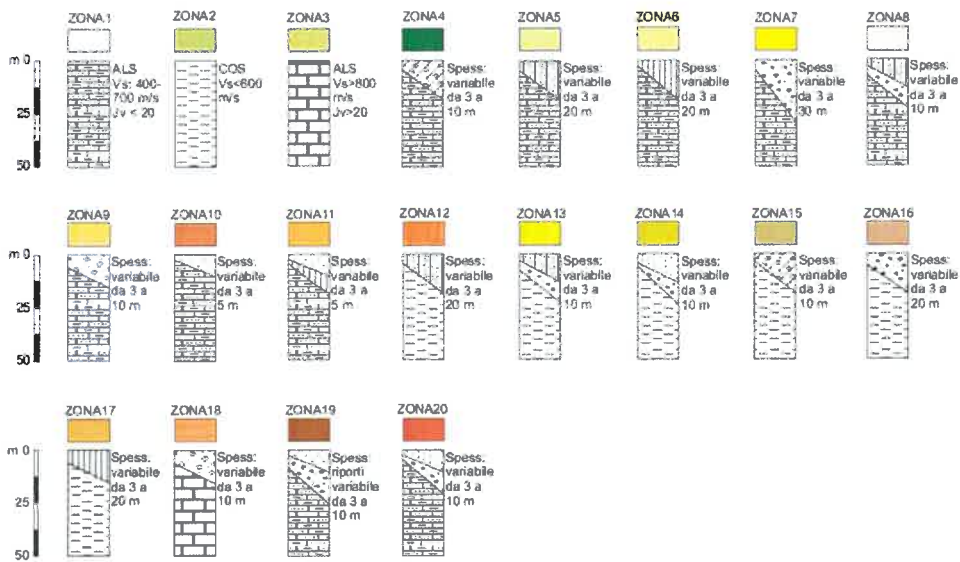 ZONA1 ZONA2 ZONA3 ZONA4 ZONA5 ZONA6 ZONA7 ZONA8
m 0
25
50
ALS
Vs: 400-
700 m/s
Jv < 20
COS
Vs<600
m/s
ALS
Vs>800
m/s
Jv>20
Spess:
variabile
da 3 a
10 m
Spess:
variabile
da 3 a
20 m
Spess:
variabile
da 3 a
20 m
Spess:
variabile
da 3 a
30 m
Spess:
variabile
da 3 a
10 m
ZONA9 ZONA10 ZONA11 ZONA12 ZONA13 ZONA14 ZONA15 ZONA16
m 0
25
50
Spess:
variabile
da 3 a
10 m
Spess:
variabile
da 3 a
5 m
Spess:
variabile
da 3 a
5 m
Spess:
variabile
da 3 a
20 m
Spess:
variabile
da 3 a
10 m
Spess:
variabile
da 3 a
10 m
Spess:
variabile
da 3 a
10 m
Spess:
variabile
da 3 a
20 m
ZONA17 ZONA18 ZONA19 ZONA20
m 0
25
50
Spess:
variabile
da 3 a
20 m
Spess:
variabile
da 3 a
10 m
Spess:
riporti
variabile
da 3 a
10 m
Spess:
variabile
da 3 a
10 m